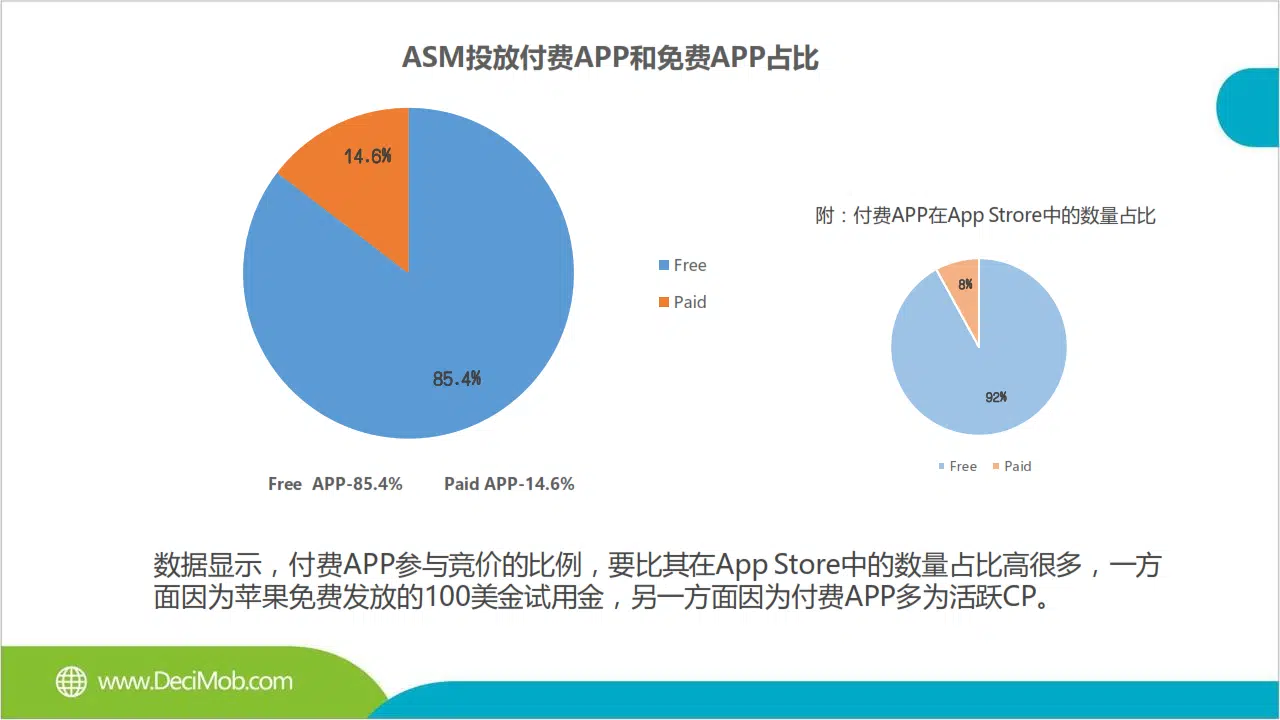 ASM投放付费APP和免费APP占比
14.6%
85.4%
Free
Paid
Free APP-85.4% Paid APP-14.6%
附：付费APP在App Strore中的数量占比
8%
92%
Free Paid
数据显示，付费APP参与竞价的比例，要比其在App Store中的数量占比高很多，一方
面因为苹果免费发放的100美金试用金，另一方面因为付费APP多为活跃CP。
www.DeciMob.com